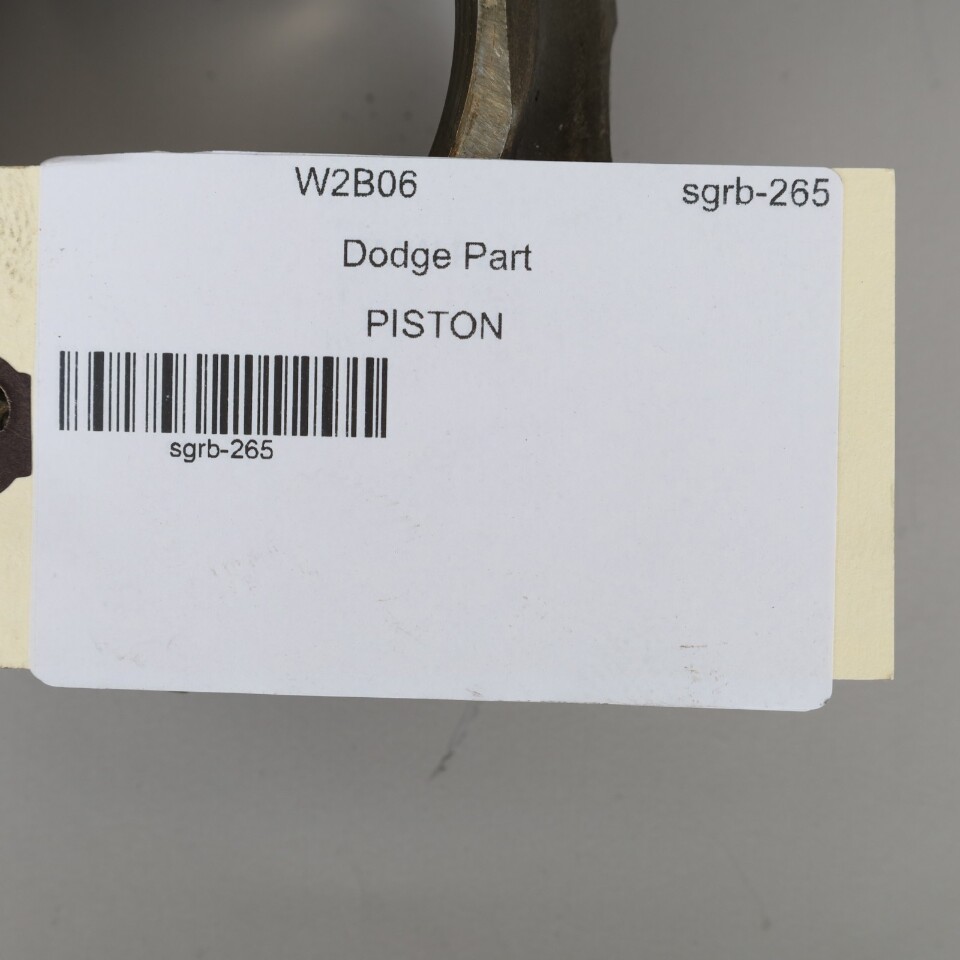 W2B06 sgrb-265
Dodge Part
PISTON
sgrb-265